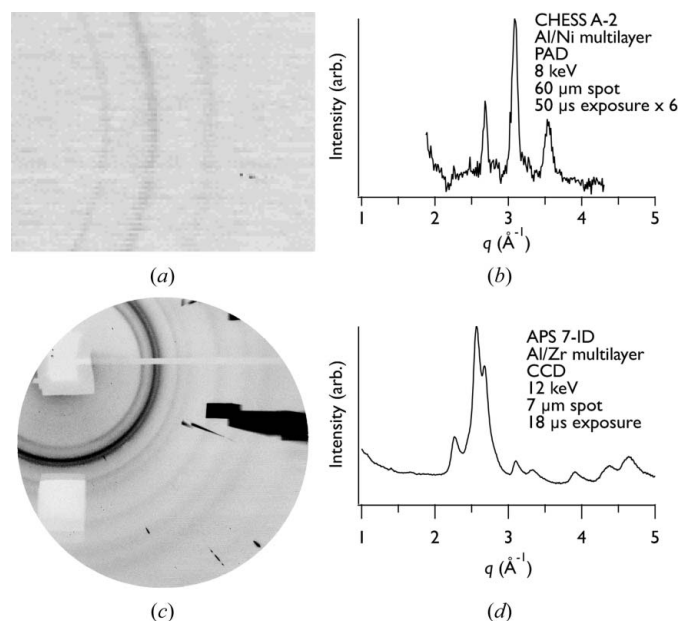 CHESS A-2
Al/Ni multilayer
PAD
8 keV
60 µm spot
50 µs exposure x 6
Intensity (arb.)
1 2 3 4 5
q (Å⁻¹)
(a)
(b)
APS 7-ID
Al/Zr multilayer
CCD
12 keV
7 µm spot
18 µs exposure
Intensity (arb.)
1 2 3 4 5
q (Å⁻¹)
(c)
(d)